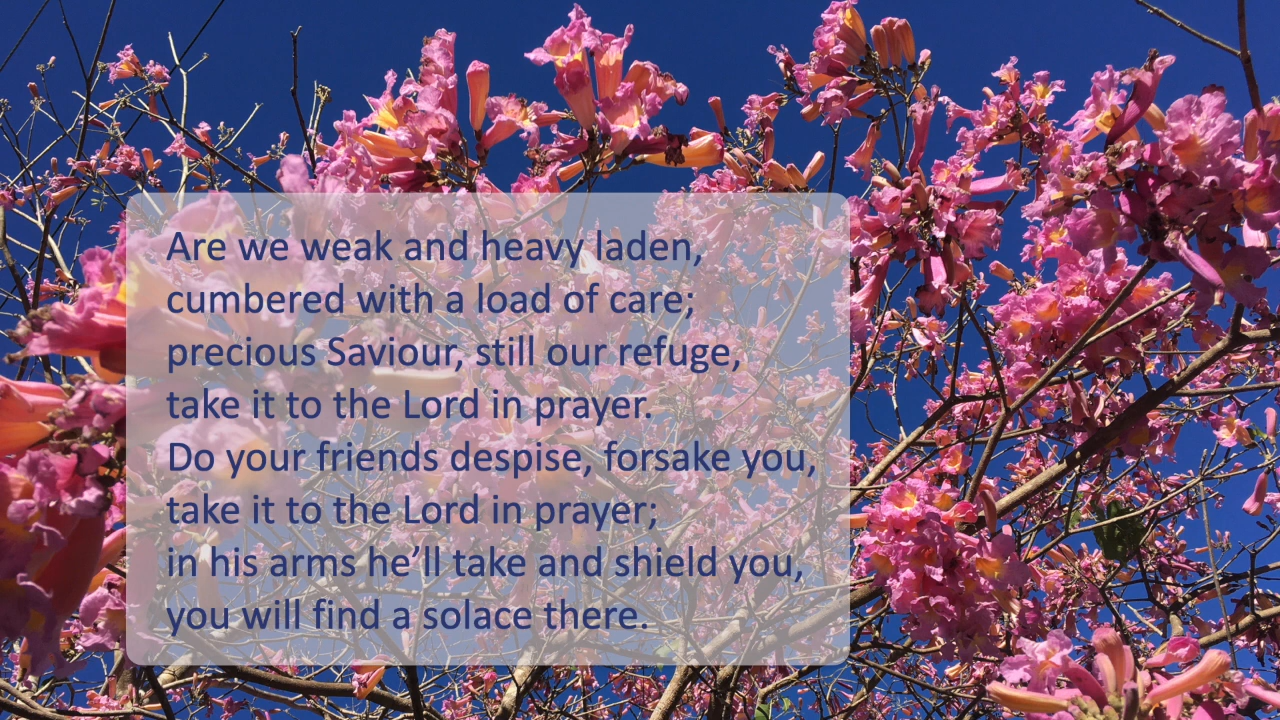 Are we weak and heavy laden,
cumbered with a load of care;
precious Saviour, still our refuge,
take it to the Lord in prayer.
Do your friends despise, forsake you,
take it to the Lord in prayer;
in his arms he’ll take and shield you,
you will find a solace there.